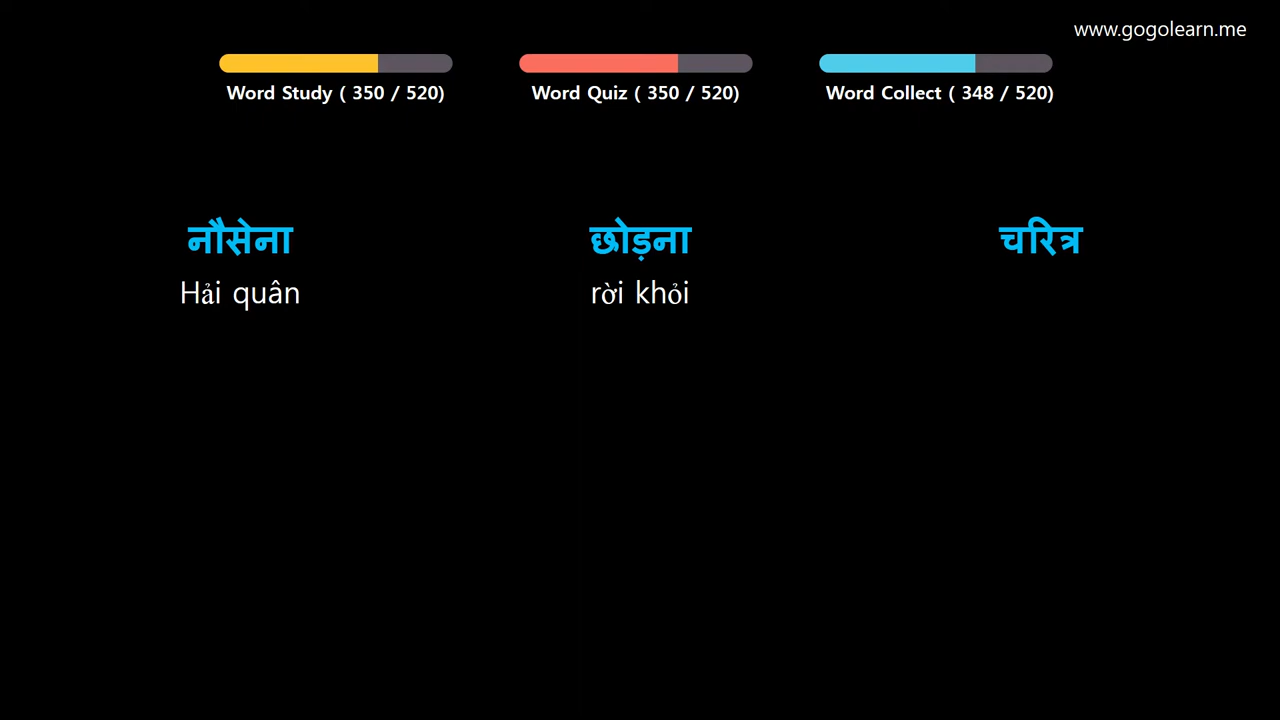 www.gogolearn.me
Word Study ( 350 / 520)
Word Quiz ( 350 / 520)
Word Collect ( 348 / 520)
नौसेना
Hải quân
छोड़ना
rời khỏi
चरित्र